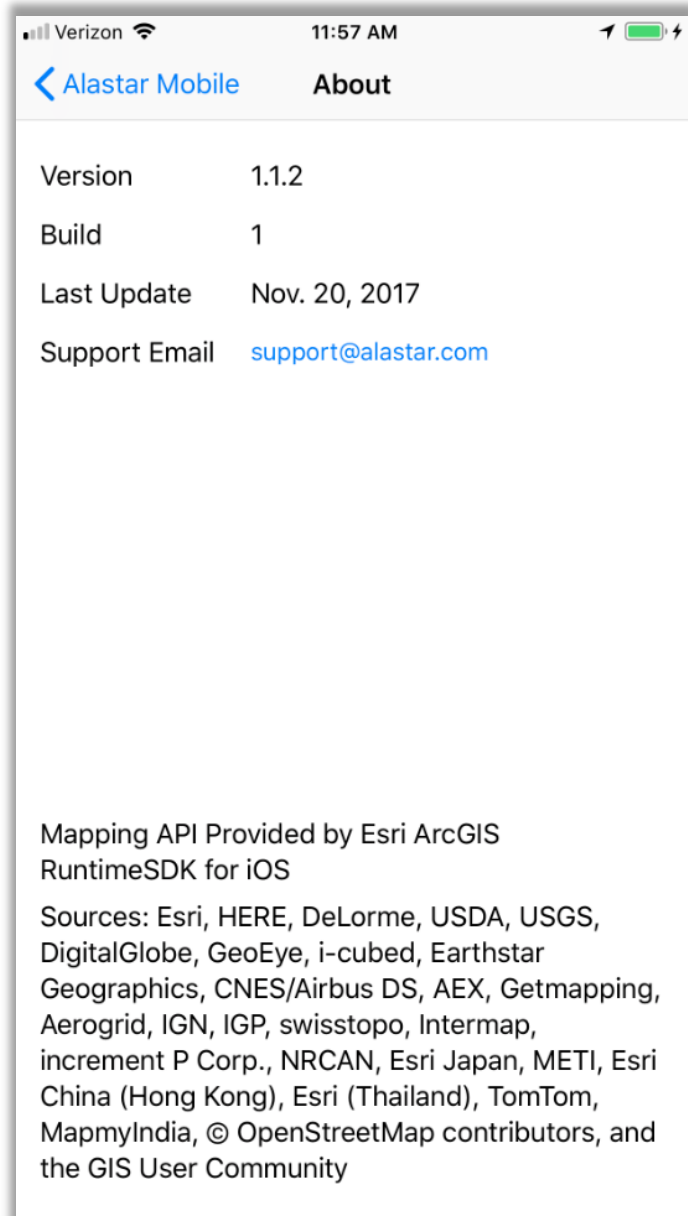 Verizon 11:57 AM
Alastar Mobile About
Version 1.1.2
Build 1
Last Update Nov. 20, 2017
Support Email support@alastar.com
Mapping API Provided by Esri ArcGIS
RuntimeSDK for iOS
Sources: Esri, HERE, DeLorme, USDA, USGS,
DigitalGlobe, GeoEye, i-cubed, Earthstar
Geographics, CNES/Airbus DS, AEX, Getmapping,
Aerogrid, IGN, IGP, swisstopo, Intermap,
increment P Corp., NRCAN, Esri Japan, METI, Esri
China (Hong Kong), Esri (Thailand), TomTom,
MapmyIndia, © OpenStreetMap contributors, and
the GIS User Community